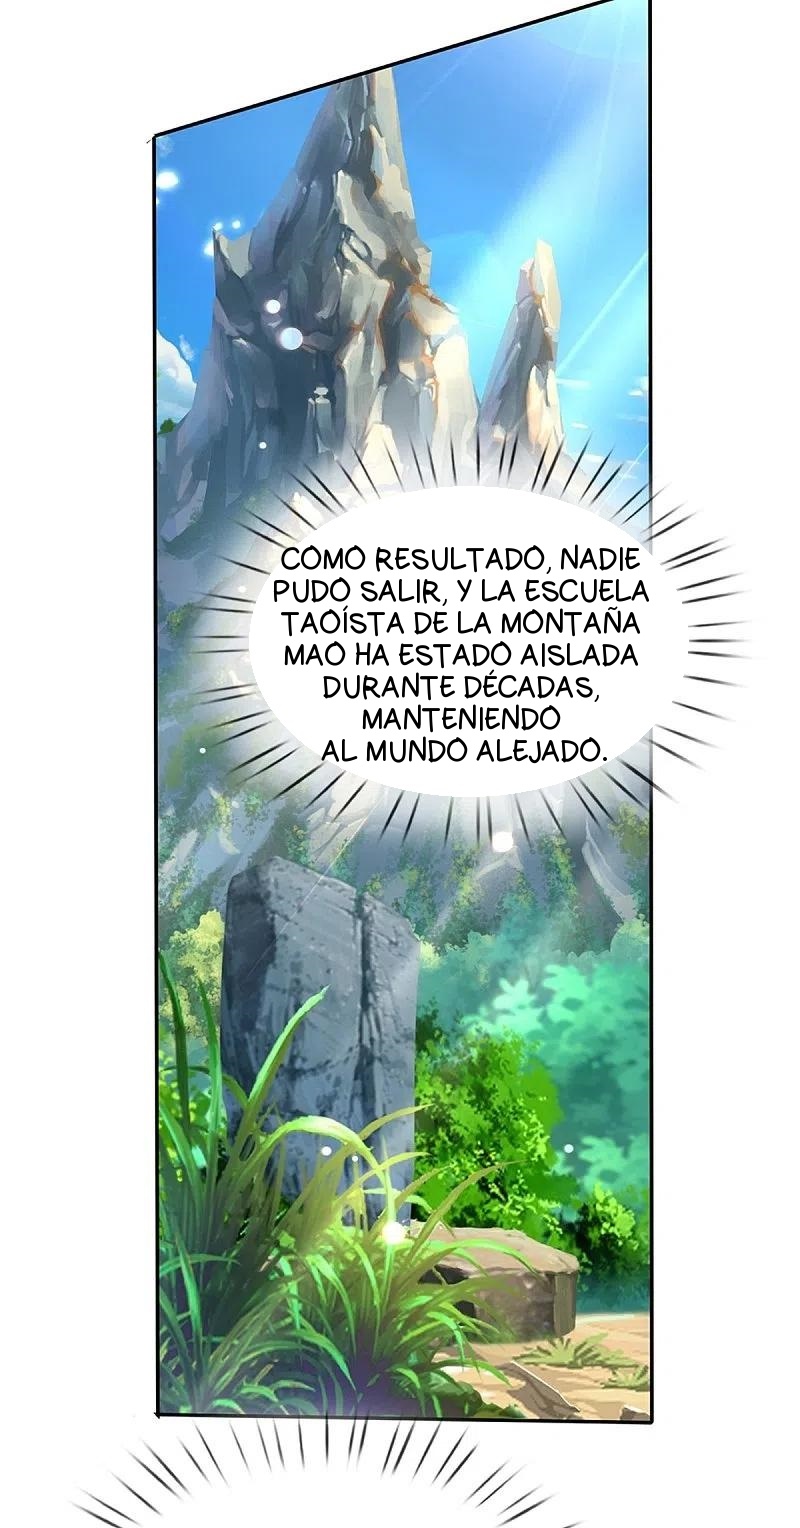 COMO RESULTADO, NADIE
PUDO SALIR, Y LA ESCUELA
TAOÍSTA DE LA MONTAÑA
MAO HA ESTADO AISLADA
DURANTE DÉCADAS,
MANTENIENDO
AL MUNDO ALEJADO.